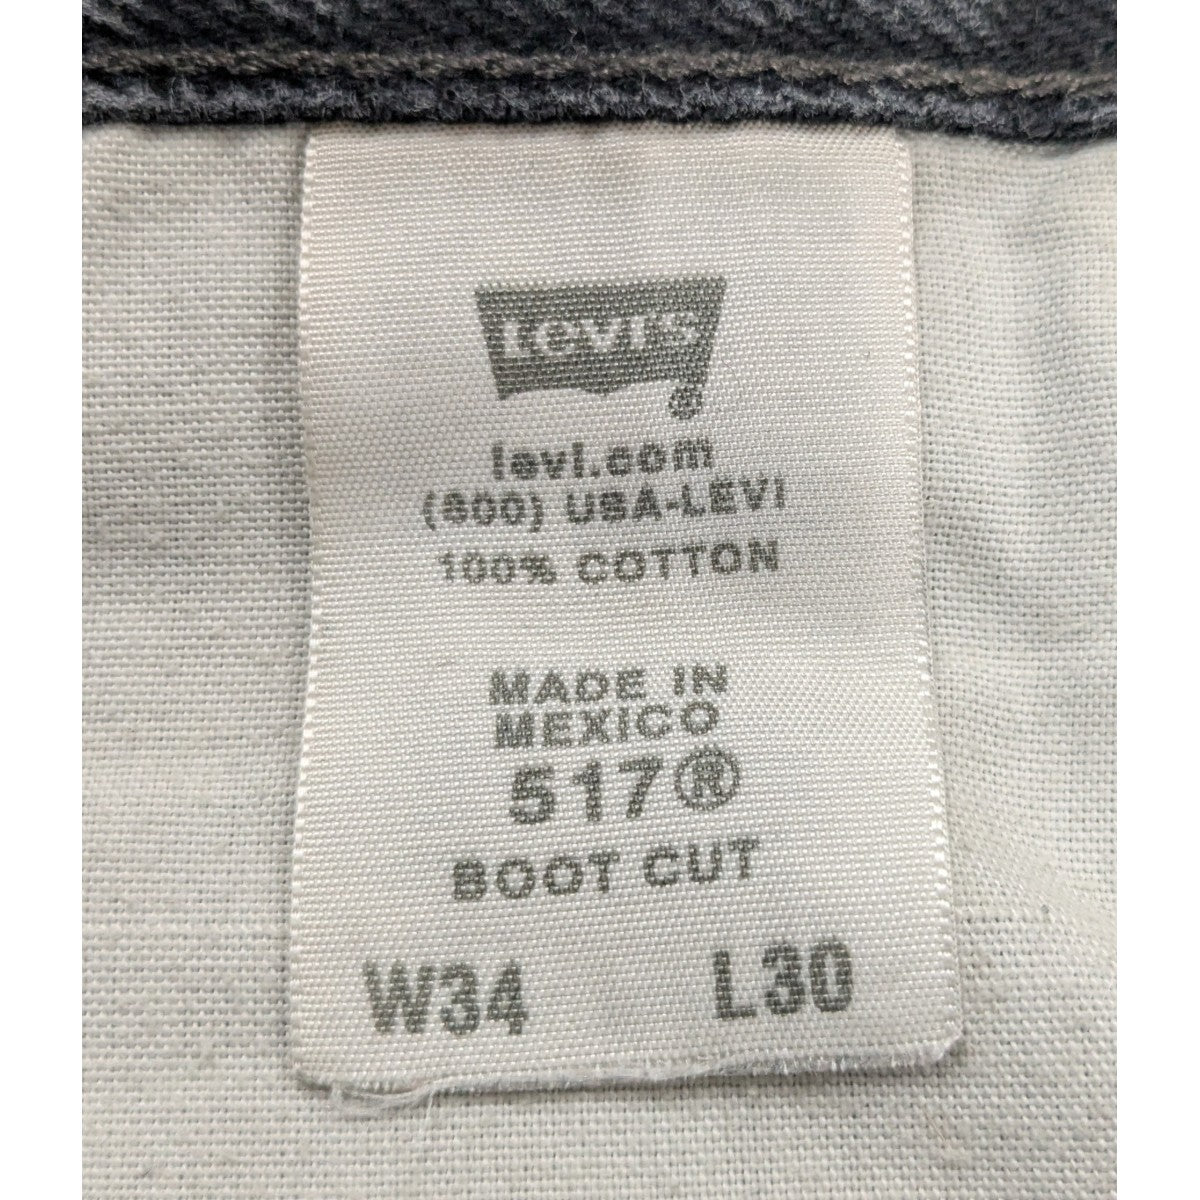 Levi's
®
levi.com
(800) USA-LEVI
100% COTTON
MADE IN
MEXICO
517®
BOOT CUT
W34 L30